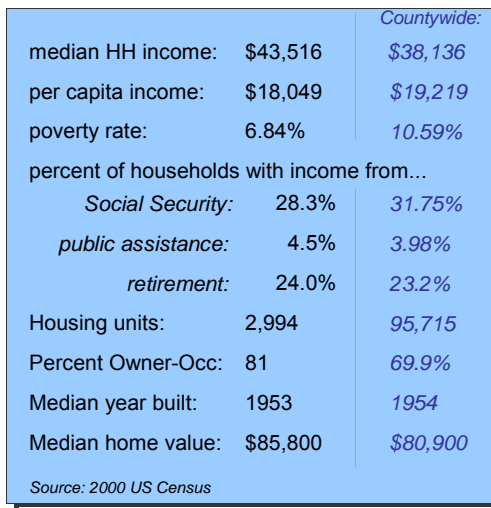 Countywide:
median HH income: $43,516 $38,136
per capita income: $18,049 $19,219
poverty rate: 6.84% 10.59%
percent of households with income from...
Social Security: 28.3% 31.75%
public assistance: 4.5% 3.98%
retirement: 24.0% 23.2%
Housing units: 2,994 95,715
Percent Owner-Occ: 81 69.9%
Median year built: 1953 1954
Median home value: $85,800 $80,900
Source: 2000 US Census